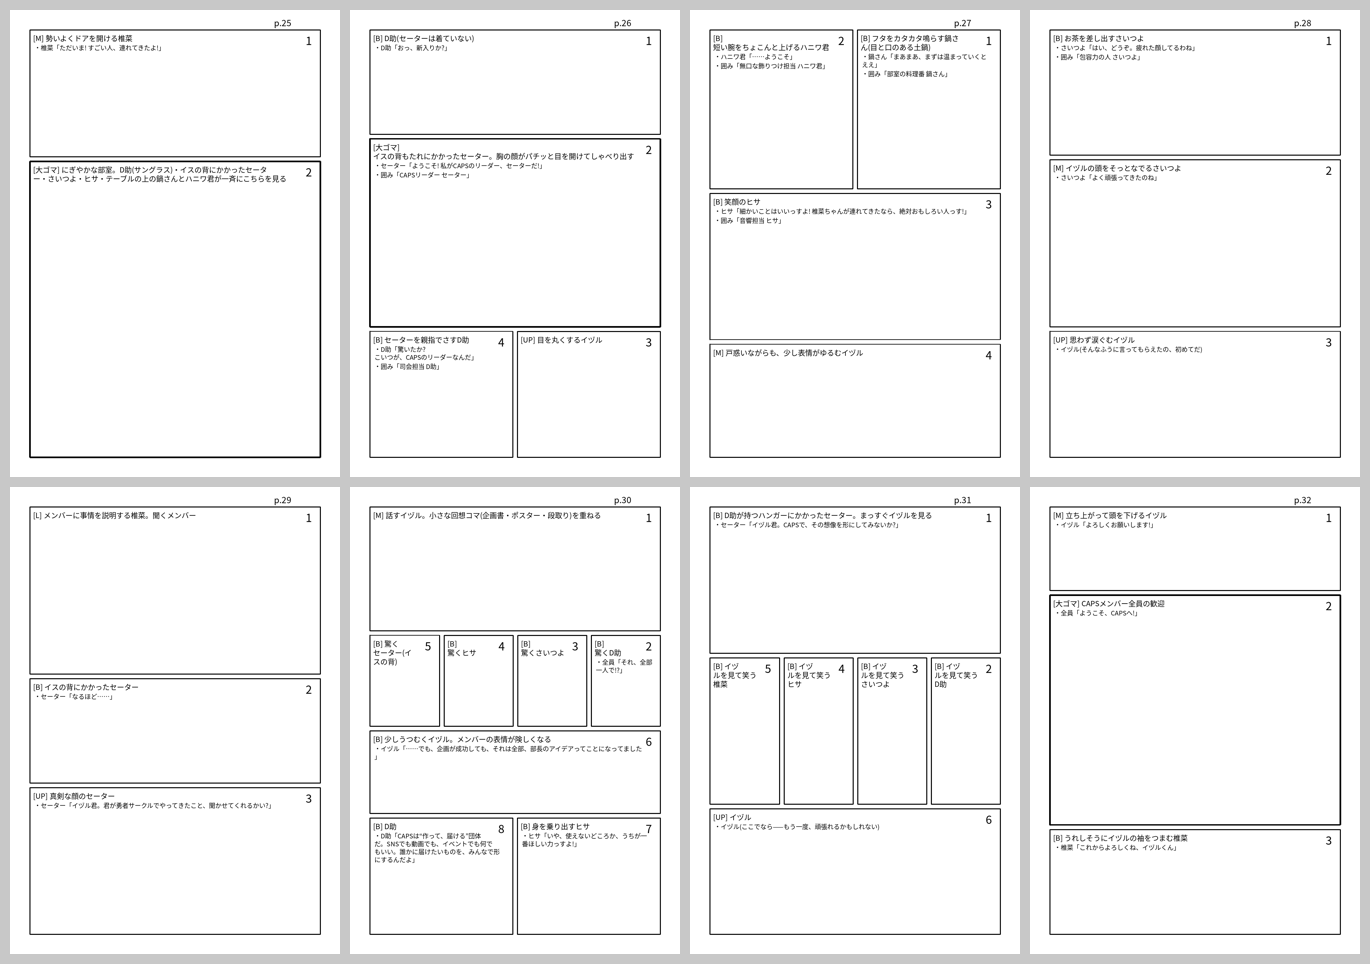 p.25
[M] 勢いよくドアを開ける椎菜
1
・椎菜「ただいま! すごい人、連れてきたよ!」
[大ゴマ] にぎやかな部室。D助(サングラス)・イスの背にかかったセータ
ー・さいつよ・ヒサ・テーブルの上の鍋さんとハニワ君が一斉にこちらを見る
2
p.26
[B] D助(セーターは着ていない)
1
・D助「おっ、新入りか?」
[大ゴマ]
イスの背もたれにかかったセーター。胸の顔がパチッと目を開けてしゃべり出す
2
・セーター「ようこそ! 私がCAPSのリーダー、セーターだ!」
・囲み「CAPSリーダー セーター」
[UP] 目を丸くするイヅル
3
[B] セーターを親指でさすD助
4
・D助「驚いたか?
こいつが、CAPSのリーダーなんだ」
・囲み「司会担当 D助」
p.27
[B] フタをカタカタ鳴らす鍋さ
ん(目と口のある土鍋)
1
・鍋さん「まあまあ、まずは温まっていくと
ええ」
・囲み「部室の料理番 鍋さん」
[B]
短い腕をちょこんと上げるハニワ君
2
・ハニワ君「……ようこそ」
・囲み「無口な飾りつけ担当 ハニワ君」
[B] 笑顔のヒサ
3
・ヒサ「細かいことはいいっすよ! 椎菜ちゃんが連れてきたなら、絶対おもしろい人っす!」
・囲み「音響担当 ヒサ」
[M] 戸惑いながらも、少し表情がゆるむイヅル
4
p.28
[B] お茶を差し出すさいつよ
1
・さいつよ「はい、どうぞ。疲れた顔してるわね」
・囲み「包容力の人 さいつよ」
[M] イヅルの頭をそっとなでるさいつよ
2
・さいつよ「よく頑張ってきたのね」
[UP] 思わず涙ぐむイヅル
3
・イヅル(そんなふうに言ってもらえたの、初めてだ)
p.29
[L] メンバーに事情を説明する椎菜。聞くメンバー
1
[B] イスの背にかかったセーター
2
・セーター「なるほど……」
[UP] 真剣な顔のセーター
3
・セーター「イヅル君。君が勇者サークルでやってきたこと、聞かせてくれるかい?」
p.30
[M] 話すイヅル。小さな回想コマ(企画書・ポスター・段取り)を重ねる
1
[B]
驚くD助
2
・全員「それ、全部
一人で!?」
[B]
驚くさいつよ
3
[B]
驚くヒサ
4
[B] 驚く
セーター(イ
スの背)
5
[B] 少しうつむくイヅル。メンバーの表情が険しくなる
6
・イヅル「……でも、企画が成功しても、それは全部、部長のアイデアってことになってました
」
[B] 身を乗り出すヒサ
7
・ヒサ「いや、使えないどころか、うちが一
番ほしい力っすよ!」
[B] D助
8
・D助「CAPSは“作って、届ける”団体
だ。SNSでも動画でも、イベントでも何で
もいい。誰かに届けたいものを、みんなで形
にするんだよ」
p.31
[B] D助が持つハンガーにかかったセーター。まっすぐイヅルを見る
1
・セーター「イヅル君。CAPSで、その想像を形にしてみないか?」
[B] イヅ
ルを見て笑う
D助
2
[B] イヅ
ルを見て笑う
さいつよ
3
[B] イヅ
ルを見て笑う
ヒサ
4
[B] イヅ
ルを見て笑う
椎菜
5
[UP] イヅル
6
・イヅル(ここでなら――もう一度、頑張れるかもしれない)
p.32
[M] 立ち上がって頭を下げるイヅル
1
・イヅル「よろしくお願いします!」
[大ゴマ] CAPSメンバー全員の歓迎
2
・全員「ようこそ、CAPSへ!」
[B] うれしそうにイヅルの袖をつまむ椎菜
3
・椎菜「これからよろしくね、イヅルくん」